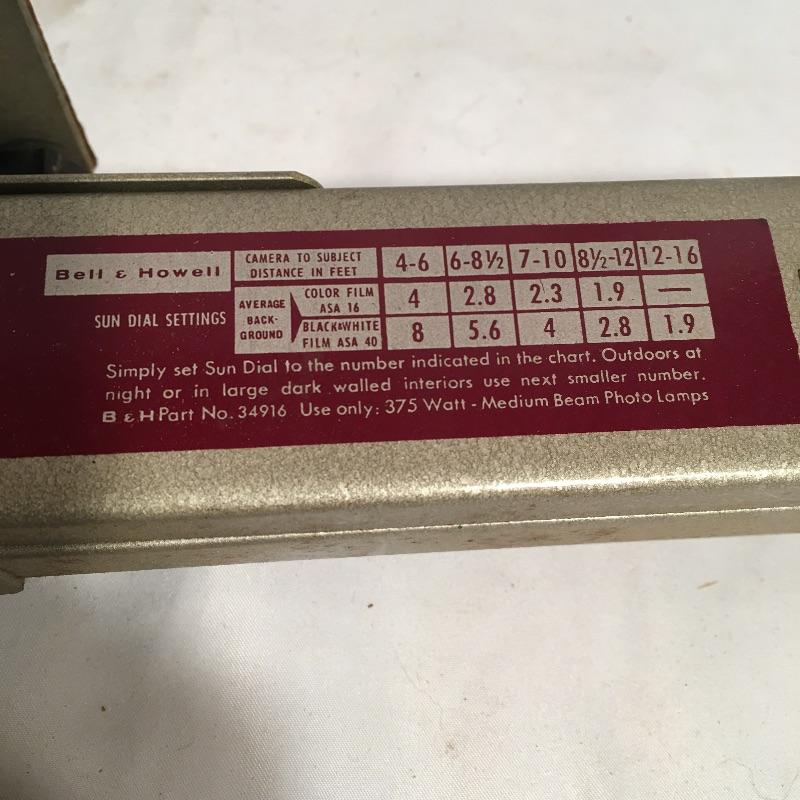 Bell & Howell
CAMERA TO SUBJECT
DISTANCE IN FEET
4-6 6-8½ 7-10 8½-12 12-16
SUN DIAL SETTINGS
AVERAGE
BACK-
GROUND
COLOR FILM
ASA 16
4 2.8 2.3 1.9 —
BLACK&WHITE
FILM ASA 40
8 5.6 4 2.8 1.9
Simply set Sun Dial to the number indicated in the chart. Outdoors at
night or in large dark walled interiors use next smaller number.
B & H Part No. 34916 Use only: 375 Watt - Medium Beam Photo Lamps